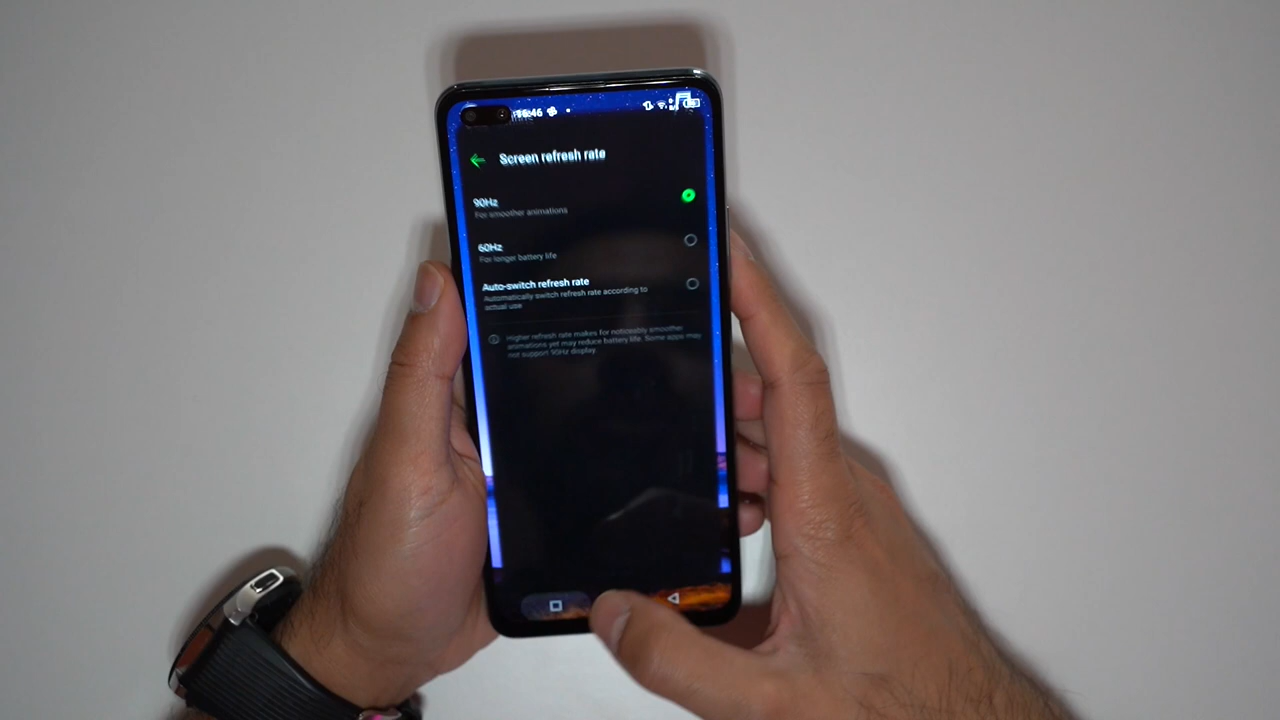 Screen refresh rate
90Hz
For smoother animations
60Hz
For longer battery life
Auto-switch refresh rate
Automatically switch refresh rate according to
actual use
Higher refresh rate makes for noticeably smoother
animations yet may reduce battery life. Some apps may
not support 90Hz display.